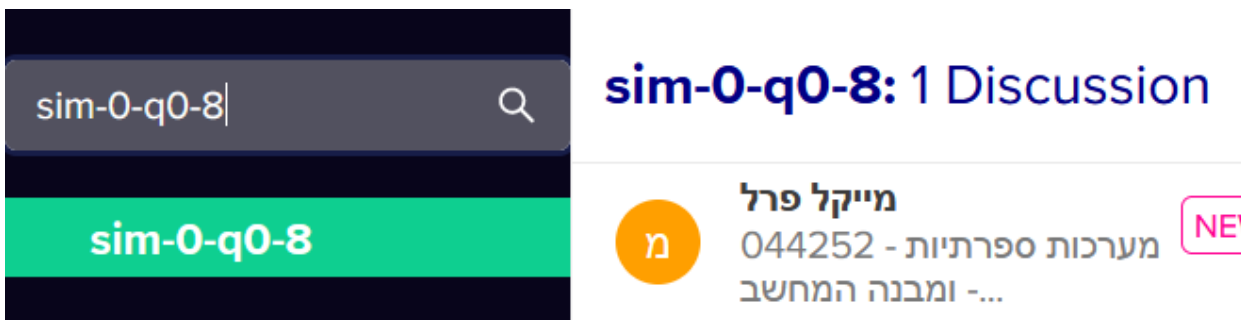 sim-0-q0-8
sim-0-q0-8
sim-0-q0-8: 1 Discussion
מ
מייקל פרל
044252 - מערכות ספרתיות
ומבנה המחשב -...